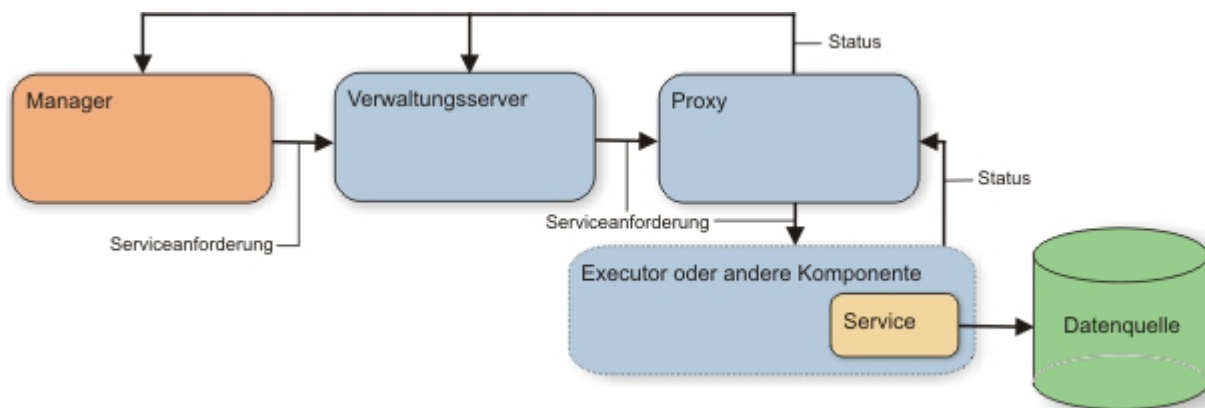 Status
Manager
Verwaltungsserver
Proxy
Status
Serviceanforderung
Serviceanforderung
Executor oder andere Komponente
Service
Datenquelle